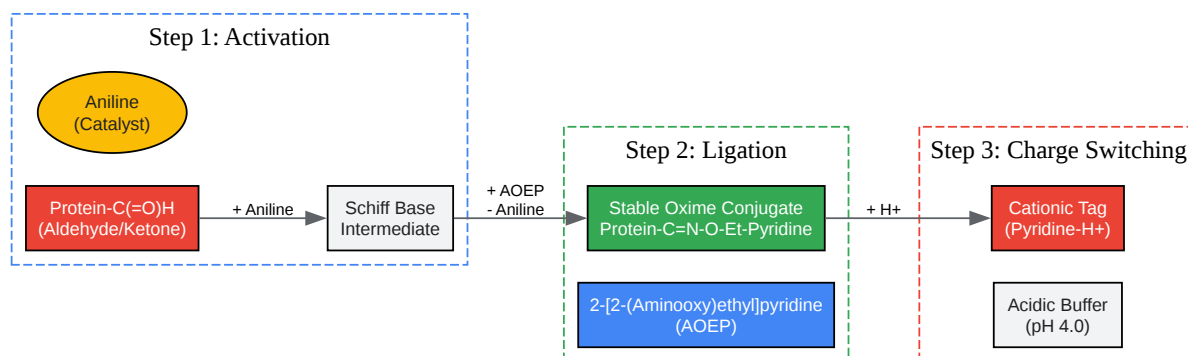 Step 1: Activation
Aniline
(Catalyst)
Protein-C(=O)H
(Aldehyde/Ketone)
+ Aniline
Schiff Base
Intermediate
+ AOEP
- Aniline
Step 2: Ligation
Stable Oxime Conjugate
Protein-C=N-O-Et-Pyridine
2-[2-(Aminooxy)ethyl]pyridine
(AOEP)
+ H+
Step 3: Charge Switching
Cationic Tag
(Pyridine-H+)
Acidic Buffer
(pH 4.0)